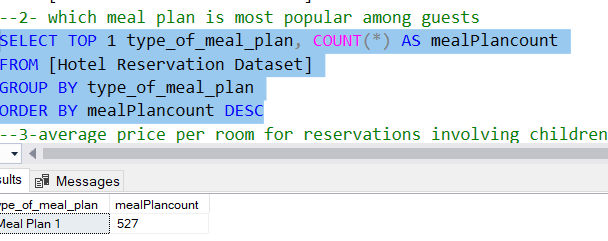 --2- which meal plan is most popular among guests
SELECT TOP 1 type_of_meal_plan, COUNT(*) AS mealPlancount
FROM [Hotel Reservation Dataset]
GROUP BY type_of_meal_plan
ORDER BY mealPlancount DESC
--3-average price per room for reservations involving children
sults Messages
ype_of_meal_plan mealPlancount
Meal Plan 1 527